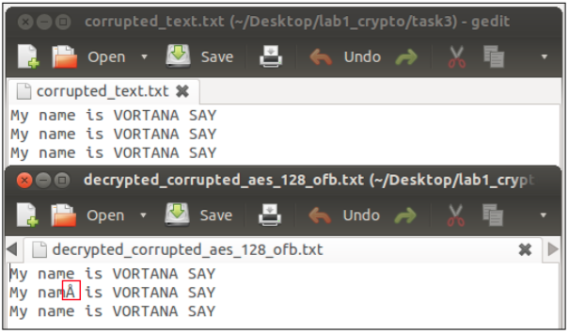 corrupted_text.txt (~/Desktop/lab1_crypto/task3) - gedit
Open Save Undo
corrupted_text.txt
My name is VORTANA SAY
My name is VORTANA SAY
My name is VORTANA SAY
decrypted_corrupted_aes_128_ofb.txt (~/Desktop/lab1_crypt
Open Save Undo
decrypted_corrupted_aes_128_ofb.txt
My name is VORTANA SAY
My namÅ is VORTANA SAY
My name is VORTANA SAY